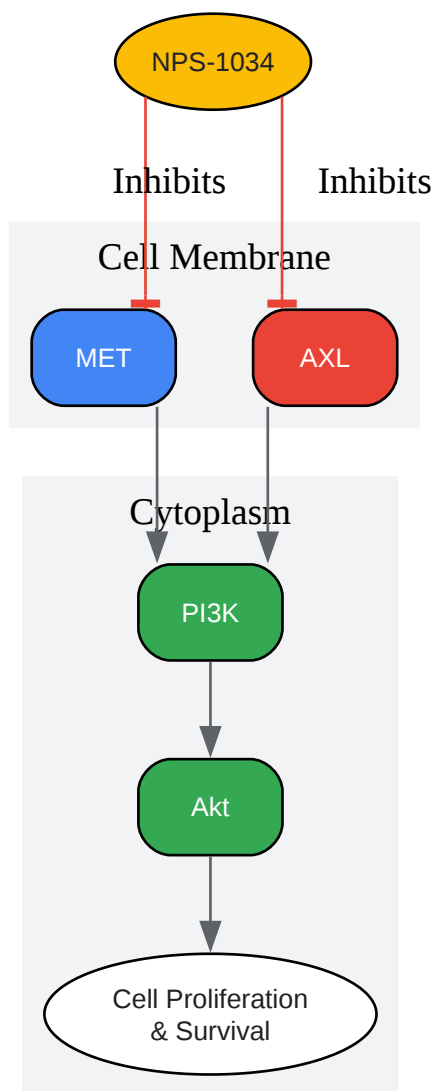 NPS-1034
Inhibits
Inhibits
Cell Membrane
MET
AXL
Cytoplasm
PI3K
Akt
Cell Proliferation
& Survival